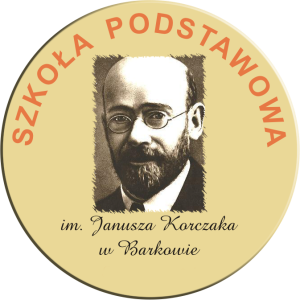 SZKOŁA PODSTAWOWA
im. Janusza Korczaka
w Barkowie